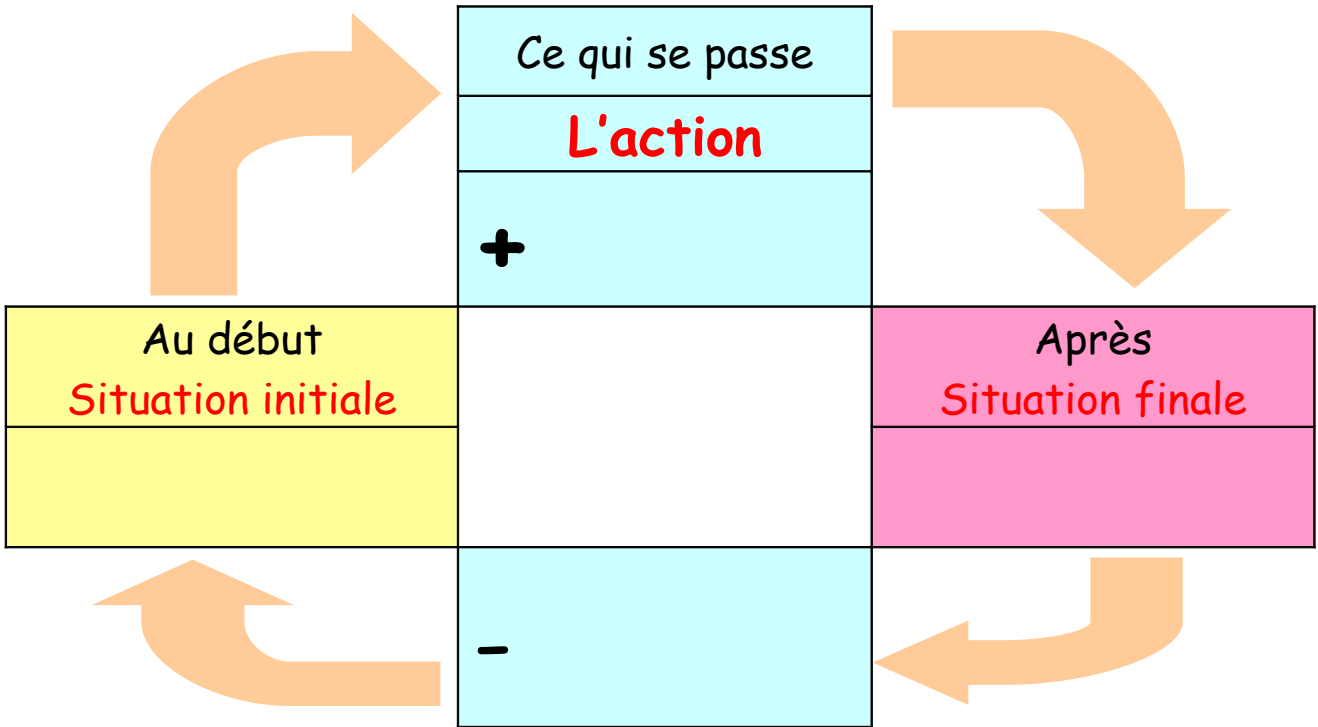 Ce qui se passe
L'action
+
Au début
Situation initiale
Après
Situation finale
-